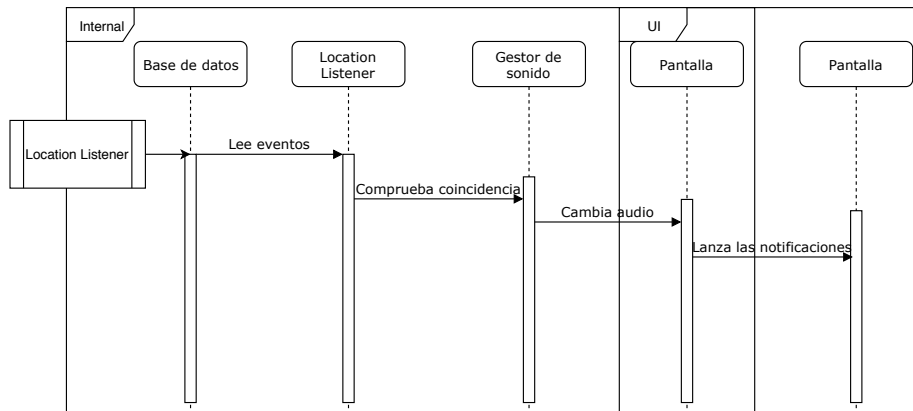 Internal
UI
Base de datos
Location
Listener
Gestor de
sonido
Pantalla
Pantalla
Location Listener
Lee eventos
Comprueba coincidencia
Cambia audio
Lanza las notificaciones